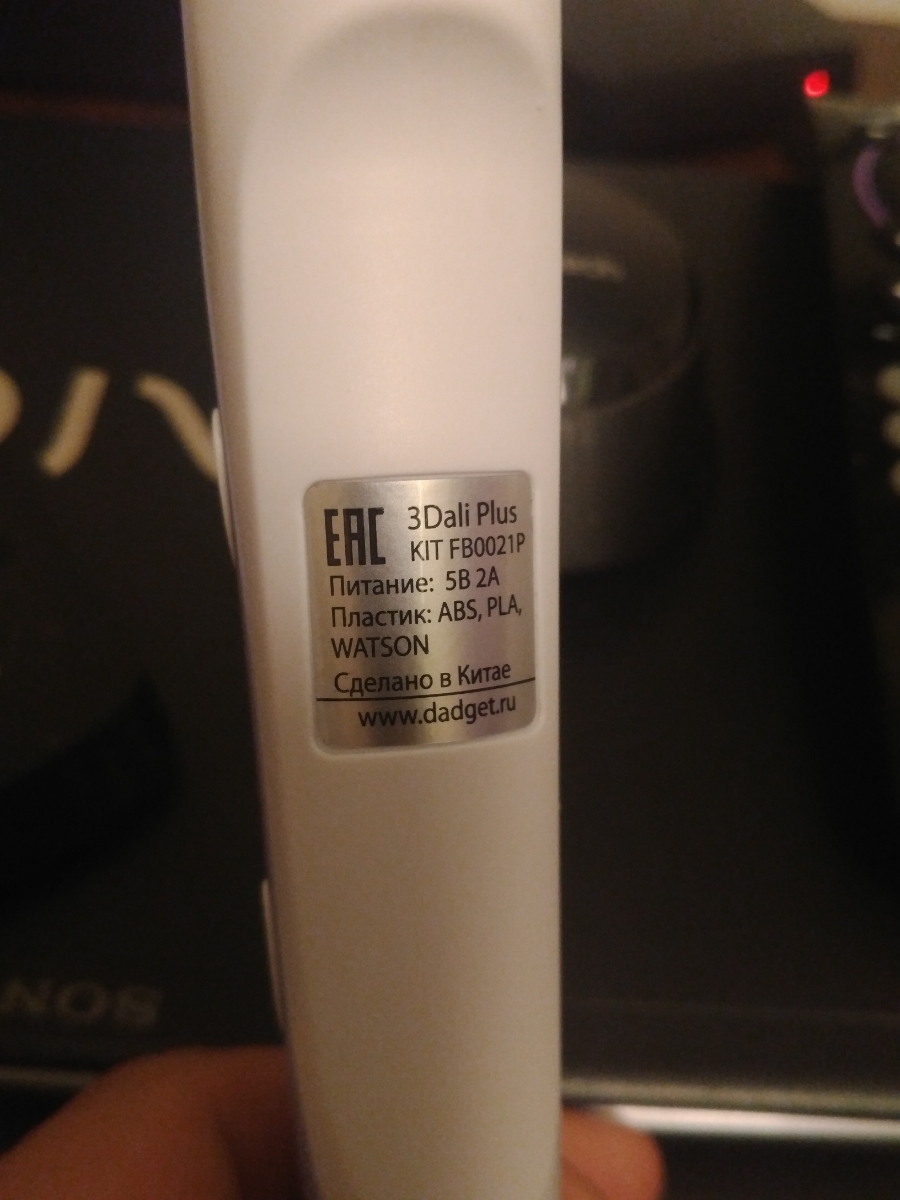 EAC 3Dali Plus
KIT FB0021P
Питание: 5В 2А
Пластик: ABS, PLA,
WATSON
Сделано в Китае
www.dadget.ru